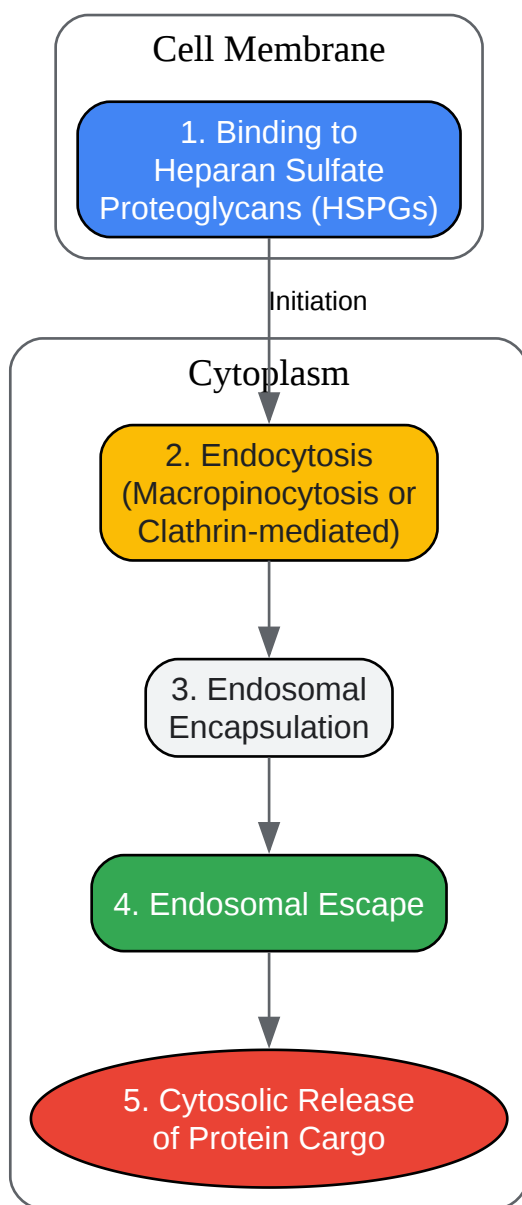 Cell Membrane
1. Binding to
Heparan Sulfate
Proteoglycans (HSPGs)
Initiation
Cytoplasm
2. Endocytosis
(Macropinocytosis or
Clathrin-mediated)
3. Endosomal
Encapsulation
4. Endosomal Escape
5. Cytosolic Release
of Protein Cargo